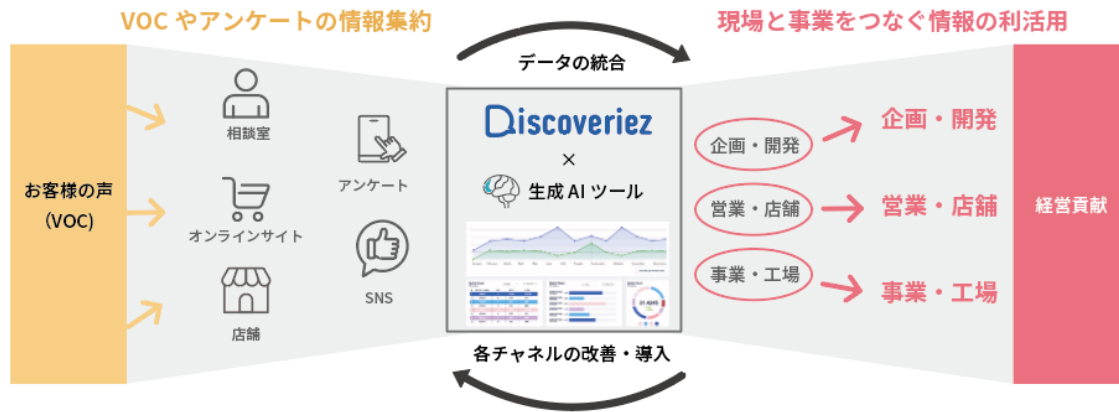 VOC やアンケートの情報集約
現場と事業をつなぐ情報の利活用
データの統合
お客様の声
（VOC)
相談室
アンケート
オンラインサイト
SNS
店舗
Discoveriez
×
生成 AI ツール
企画・開発
営業・店舗
事業・工場
企画・開発
営業・店舗
事業・工場
経営貢献
各チャネルの改善・導入